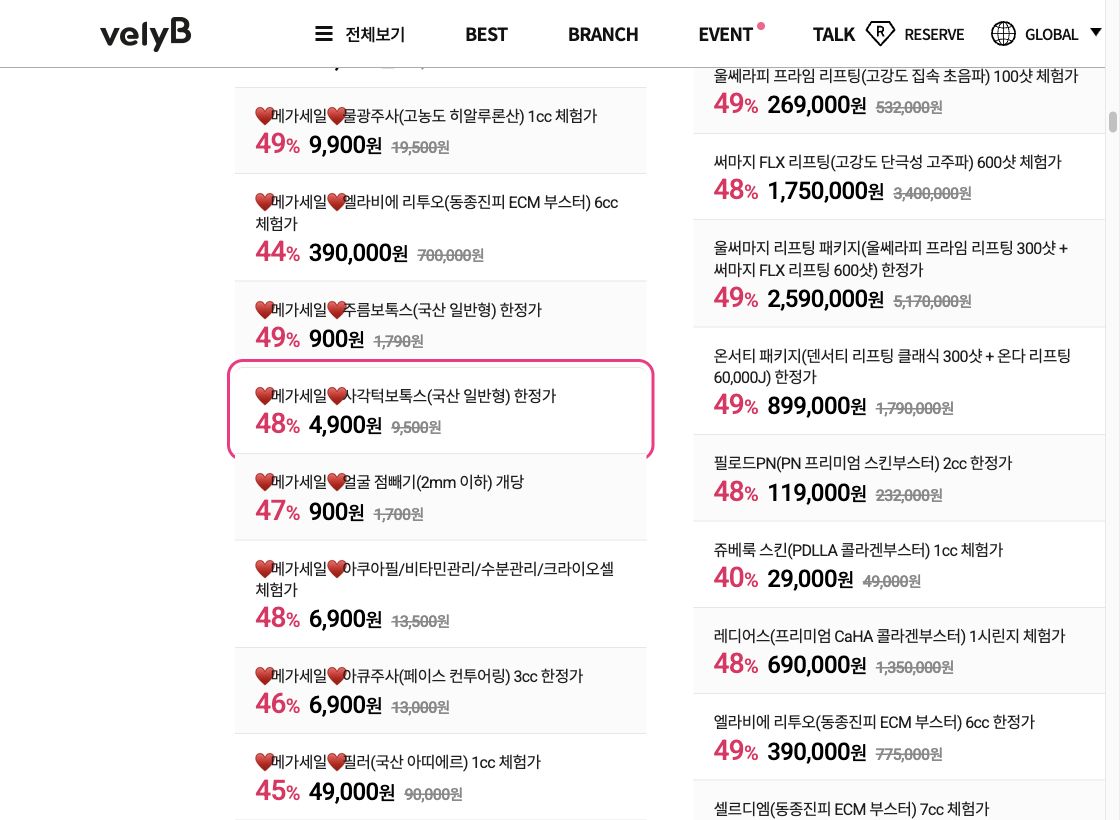 velyB
전체보기
BEST
BRANCH
EVENT
TALK
RESERVE
GLOBAL
❤메가세일❤물광주사(고농도 히알루론산) 1cc 체험가
49% 9,900원 19,500원
❤메가세일❤엘라비에 리투오(동종진피 ECM 부스터) 6cc
체험가
44% 390,000원 700,000원
❤메가세일❤주름보톡스(국산 일반형) 한정가
49% 900원 1,790원
❤메가세일❤사각턱보톡스(국산 일반형) 한정가
48% 4,900원 9,500원
❤메가세일❤얼굴 점빼기(2mm 이하) 개당
47% 900원 1,700원
❤메가세일❤아쿠아필/비타민관리/수분관리/크라이오셀
체험가
48% 6,900원 13,500원
❤메가세일❤아큐주사(페이스 컨투어링) 3cc 한정가
46% 6,900원 13,000원
❤메가세일❤필러(국산 아띠에르) 1cc 체험가
45% 49,000원 90,000원
울쎄라피 프라임 리프팅(고강도 집속 초음파) 100샷 체험가
49% 269,000원 532,000원
써마지 FLX 리프팅(고강도 단극성 고주파) 600샷 체험가
48% 1,750,000원 3,400,000원
울써마지 리프팅 패키지(울쎄라피 프라임 리프팅 300샷 +
써마지 FLX 리프팅 600샷) 한정가
49% 2,590,000원 5,170,000원
온서티 패키지(덴서티 리프팅 클래식 300샷 + 온다 리프팅
60,000J) 한정가
49% 899,000원 1,790,000원
필로드PN(PN 프리미엄 스킨부스터) 2cc 한정가
48% 119,000원 232,000원
쥬베룩 스킨(PDLLA 콜라겐부스터) 1cc 체험가
40% 29,000원 49,000원
레디어스(프리미엄 CaHA 콜라겐부스터) 1시린지 체험가
48% 690,000원 1,350,000원
엘라비에 리투오(동종진피 ECM 부스터) 6cc 한정가
49% 390,000원 775,000원
셀르디엠(동종진피 ECM 부스터) 7cc 체험가